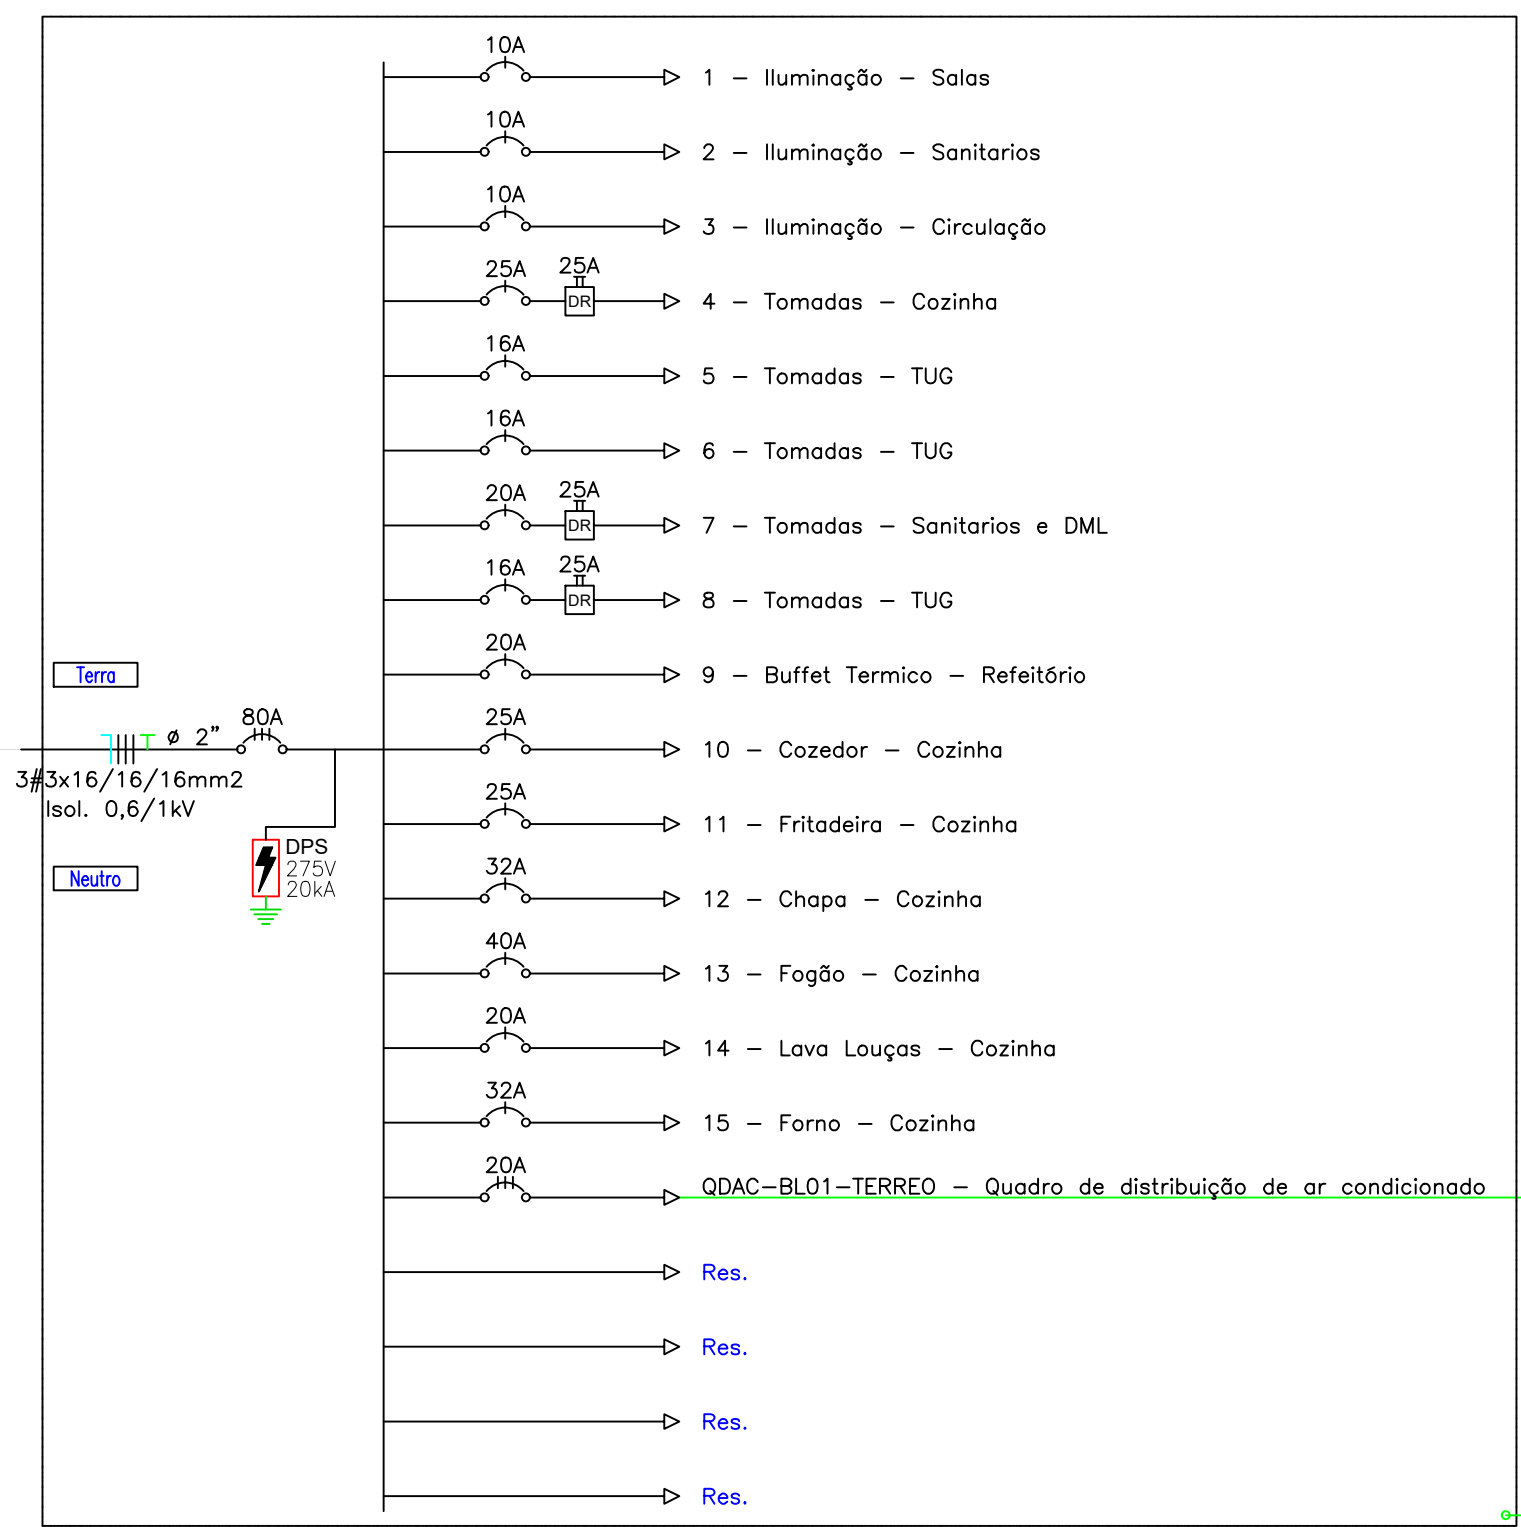 10A
1 – Iluminação – Salas
10A
2 – Iluminação – Sanitarios
10A
3 – Iluminação – Circulação
25A 25A
DR
4 – Tomadas – Cozinha
16A
5 – Tomadas – TUG
16A
6 – Tomadas – TUG
20A 25A
DR
7 – Tomadas – Sanitarios e DML
16A 25A
DR
8 – Tomadas – TUG
20A
9 – Buffet Termico – Refeitório
Terra
ø 2”
80A
3#3x16/16/16mm2
Isol. 0,6/1kV
DPS
275V
20kA
Neutro
25A
10 – Cozedor – Cozinha
25A
11 – Fritadeira – Cozinha
32A
12 – Chapa – Cozinha
40A
13 – Fogão – Cozinha
20A
14 – Lava Louças – Cozinha
32A
15 – Forno – Cozinha
20A
QDAC–BL01–TERREO – Quadro de distribuição de ar condicionado
Res.
Res.
Res.
Res.